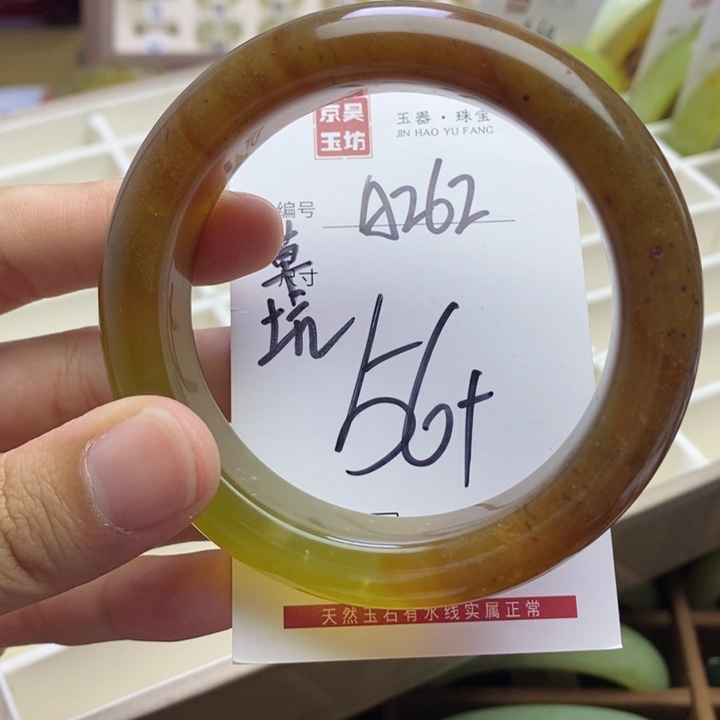 京昊
玉坊
玉器·珠宝
JIN HAO YU FANG
编号 A262
莫坑
尺寸 56+
天然玉石有水线实属正常